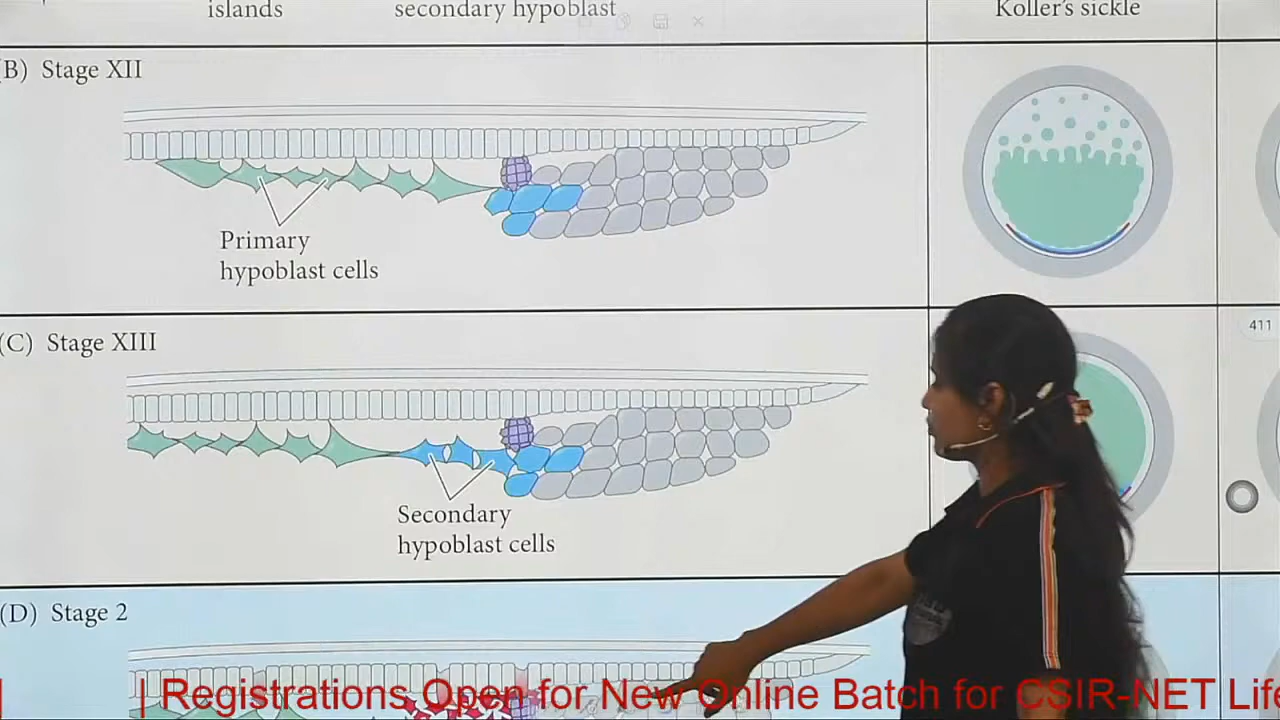 islands
secondary hypoblast
Koller's sickle
(B) Stage XII
Primary
hypoblast cells
(C) Stage XIII
411
Secondary
hypoblast cells
(D) Stage 2
| | Registrations Open for New Online Batch for CSIR-NET Life